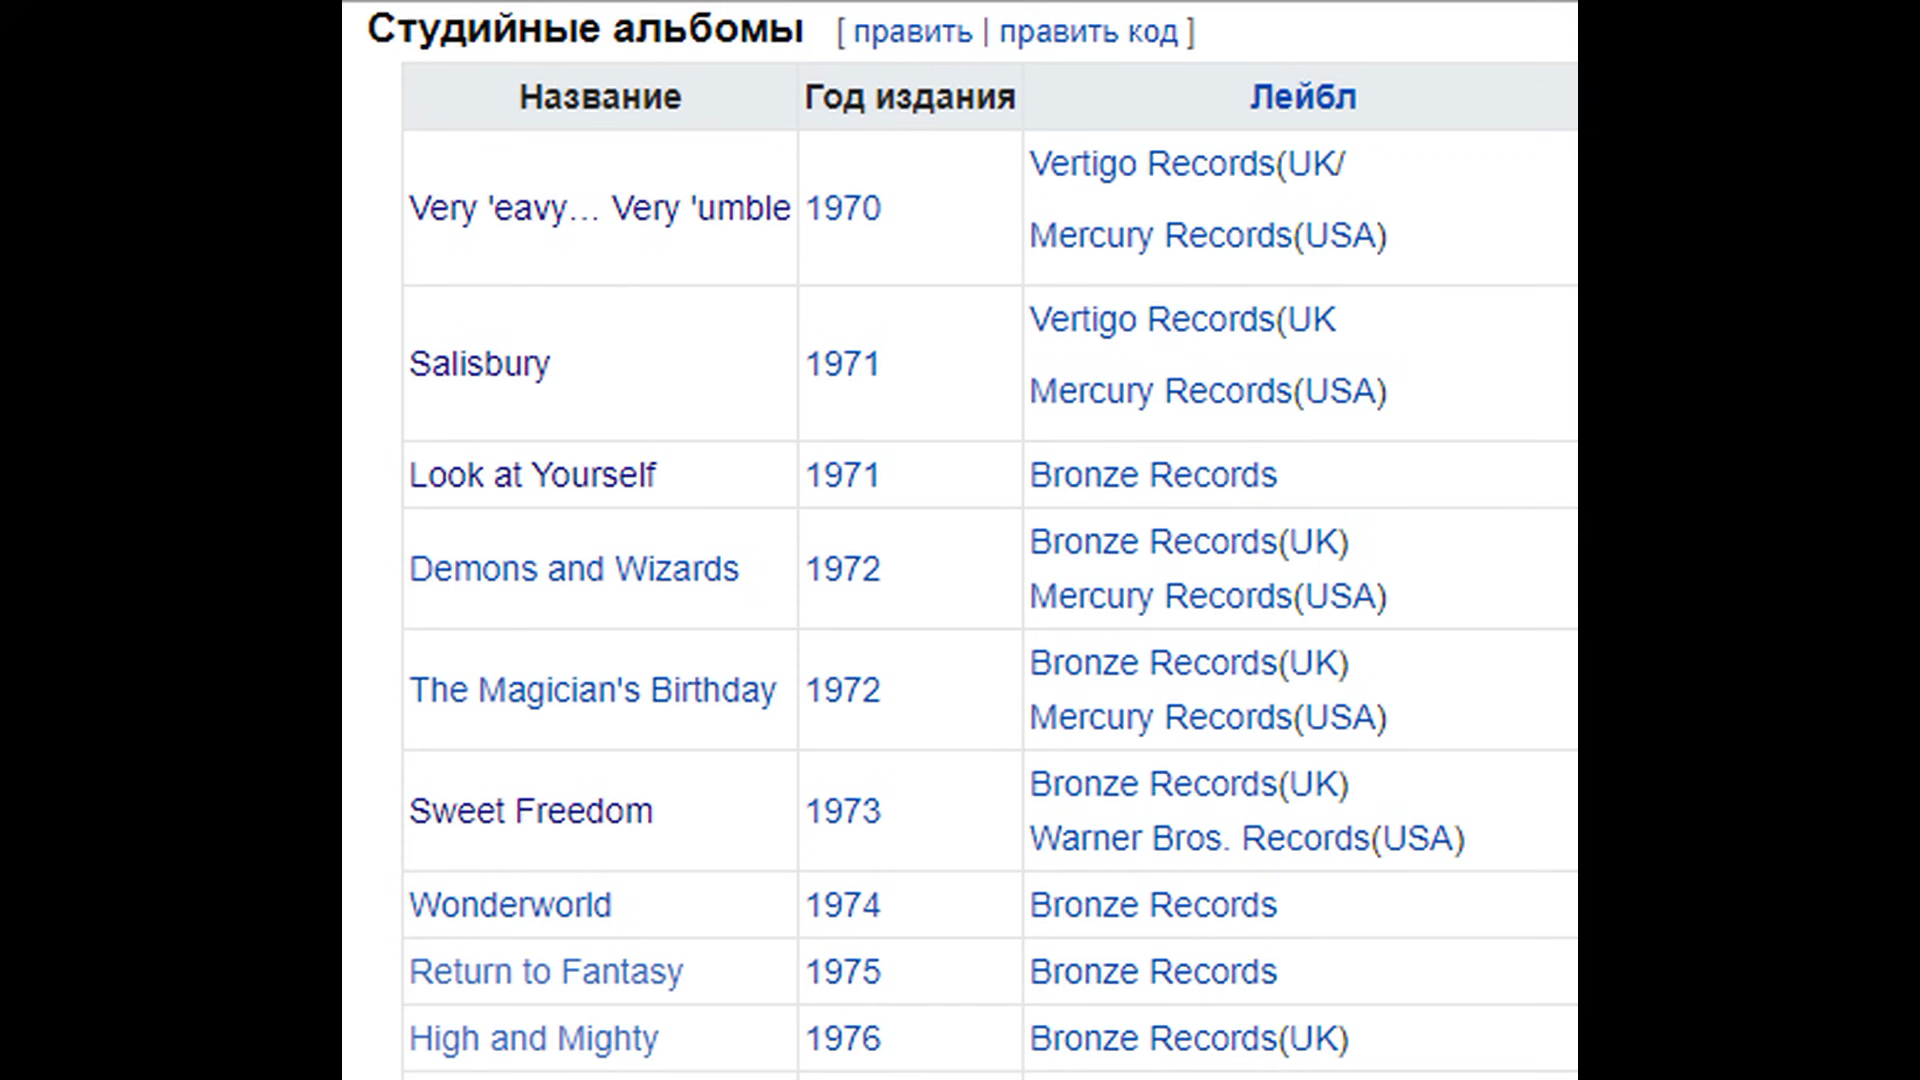 Студийные альбомы [ править | править код ]
Название Год издания Лейбл
Very 'eavy... Very 'umble 1970 Vertigo Records(UK/
Mercury Records(USA)
Salisbury 1971 Vertigo Records(UK
Mercury Records(USA)
Look at Yourself 1971 Bronze Records
Demons and Wizards 1972 Bronze Records(UK)
Mercury Records(USA)
The Magician's Birthday 1972 Bronze Records(UK)
Mercury Records(USA)
Sweet Freedom 1973 Bronze Records(UK)
Warner Bros. Records(USA)
Wonderworld 1974 Bronze Records
Return to Fantasy 1975 Bronze Records
High and Mighty 1976 Bronze Records(UK)